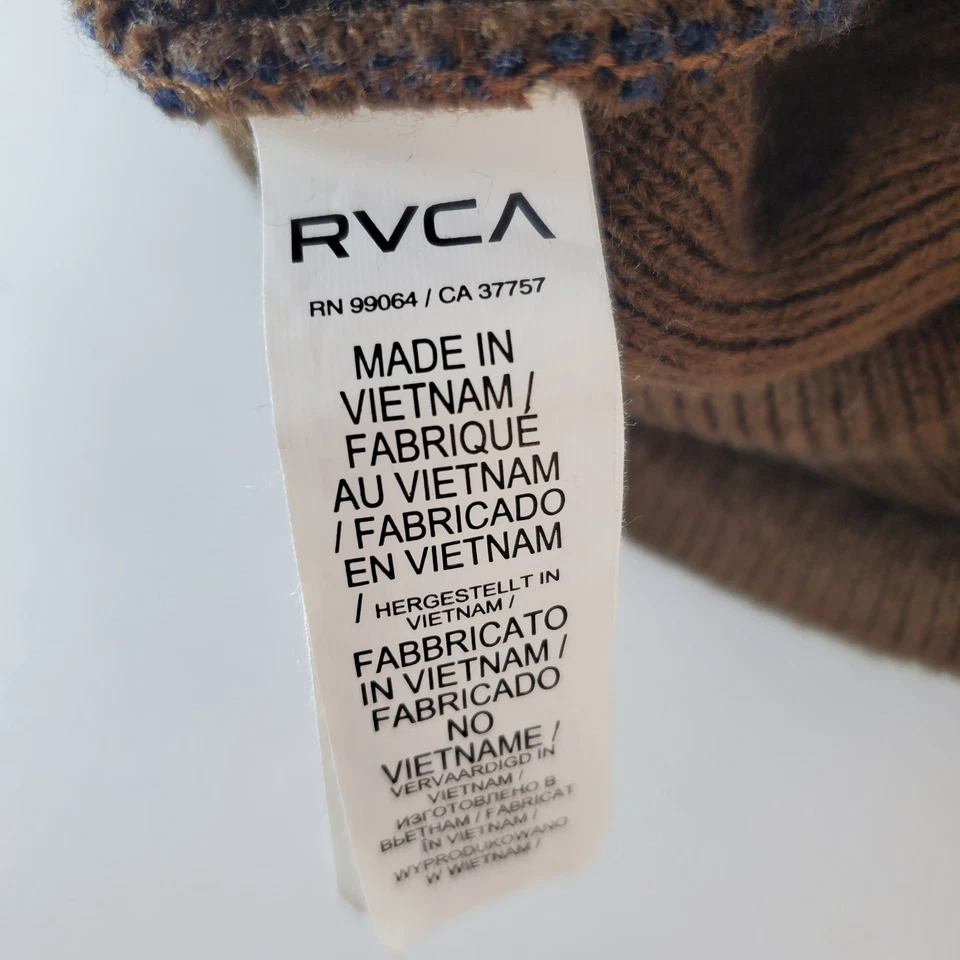 RVCA
RN 99064 / CA 37757
MADE IN
VIETNAM /
FABRIQUÉ
AU VIETNAM
/ FABRICADO
EN VIETNAM
/ HERGESTELLT IN
VIETNAM /
FABBRICATO
IN VIETNAM /
FABRICADO
NO
VIETNAME /
VERVAARDIGD IN
VIETNAM /
ИЗГОТОВЛЕНО В
ВЬЕТНАМ / FABRICAT
ÎN VIETNAM /
WYPRODUKOWANO
W WIETNAM /